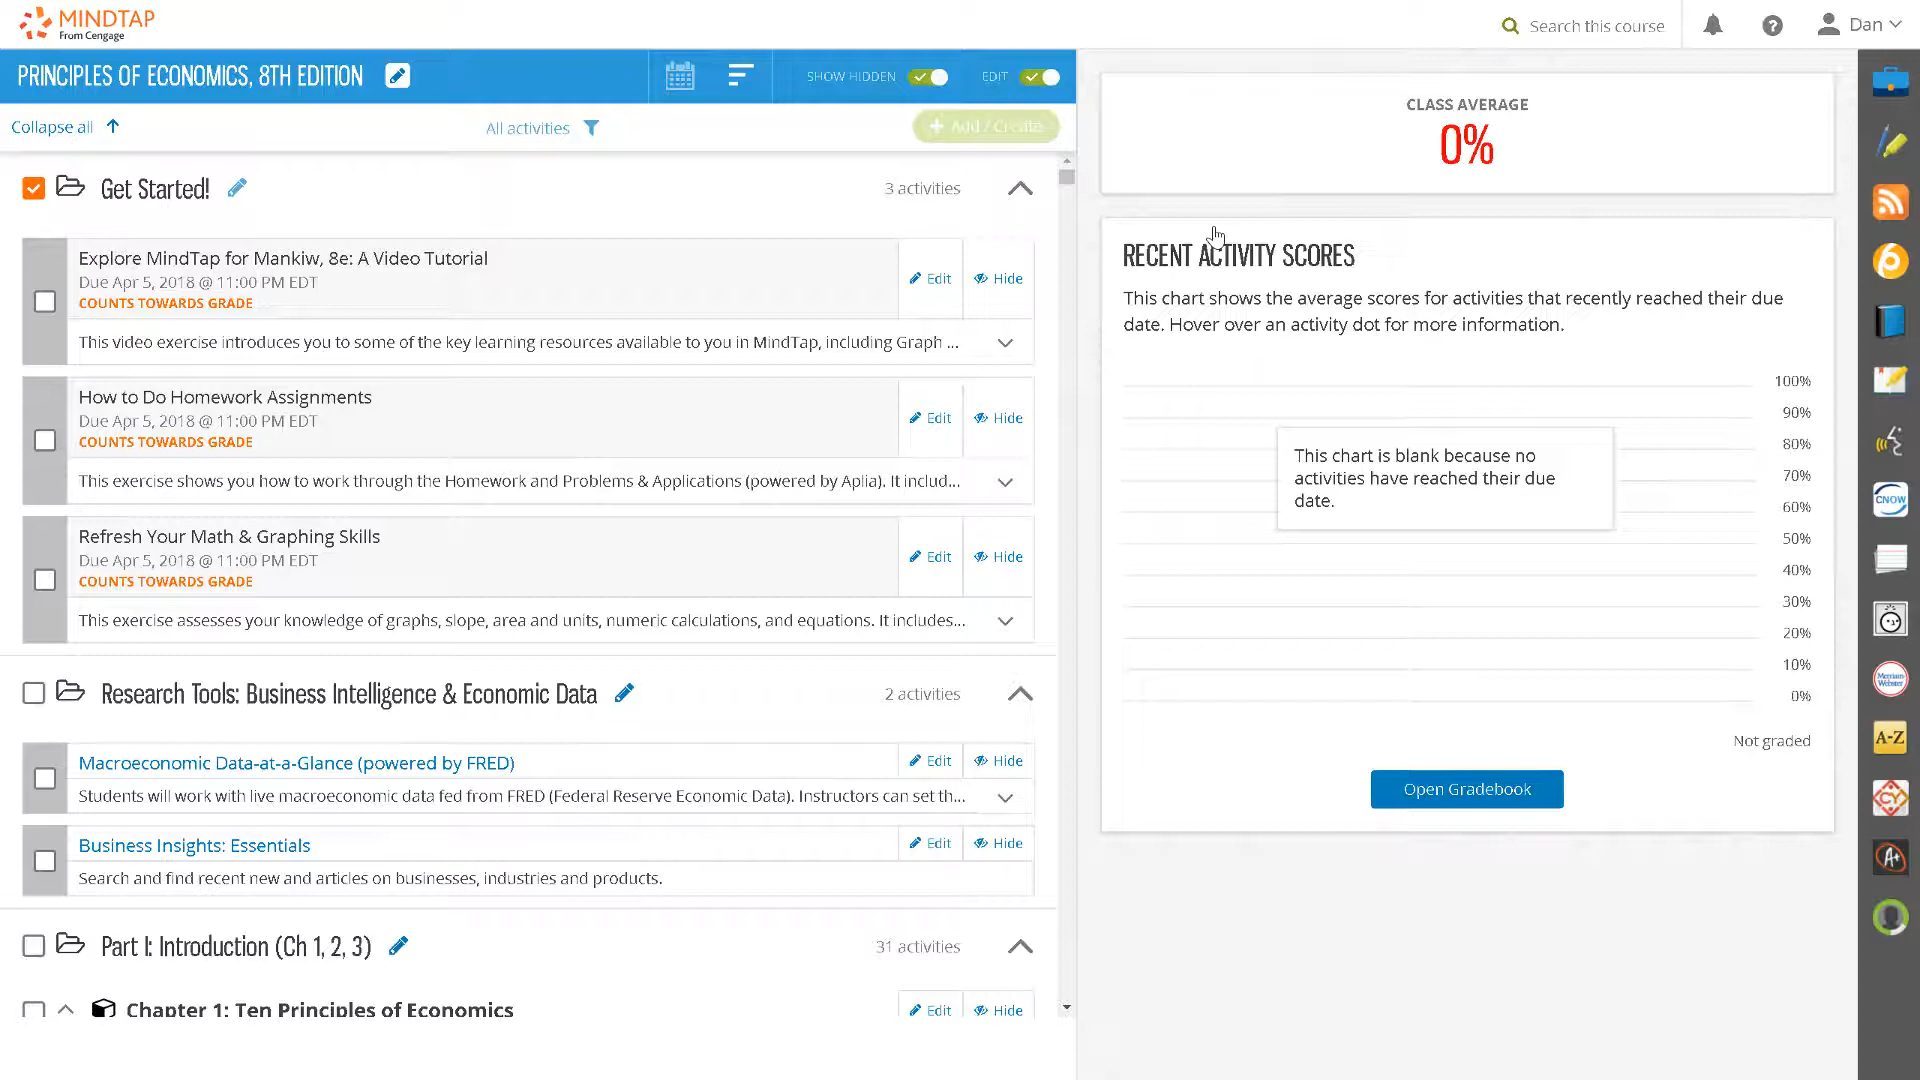 MINDTAP
From Cengage
Search this course
Dan
PRINCIPLES OF ECONOMICS, 8TH EDITION
SHOW HIDDEN
EDIT
Collapse all
All activities
+ Add / Create
Get Started!
3 activities
Explore MindTap for Mankiw, 8e: A Video Tutorial
Due Apr 5, 2018 @ 11:00 PM EDT
COUNTS TOWARDS GRADE
Edit
Hide
This video exercise introduces you to some of the key learning resources available to you in MindTap, including Graph ...
How to Do Homework Assignments
Due Apr 5, 2018 @ 11:00 PM EDT
COUNTS TOWARDS GRADE
Edit
Hide
This exercise shows you how to work through the Homework and Problems & Applications (powered by Aplia). It includ...
Refresh Your Math & Graphing Skills
Due Apr 5, 2018 @ 11:00 PM EDT
COUNTS TOWARDS GRADE
Edit
Hide
This exercise assesses your knowledge of graphs, slope, area and units, numeric calculations, and equations. It includes...
Research Tools: Business Intelligence & Economic Data
2 activities
Macroeconomic Data-at-a-Glance (powered by FRED)
Edit
Hide
Students will work with live macroeconomic data fed from FRED (Federal Reserve Economic Data). Instructors can set th...
Business Insights: Essentials
Edit
Hide
Search and find recent new and articles on businesses, industries and products.
Part I: Introduction (Ch 1, 2, 3)
31 activities
Chapter 1: Ten Principles of Economics
Edit
Hide
CLASS AVERAGE
0%
RECENT ACTIVITY SCORES
This chart shows the average scores for activities that recently reached their due
date. Hover over an activity dot for more information.
100%
90%
80%
70%
60%
50%
40%
30%
20%
10%
0%
This chart is blank because no
activities have reached their due
date.
Not graded
Open Gradebook
CNOW
Merriam-
Webster
A-Z
CY
A+